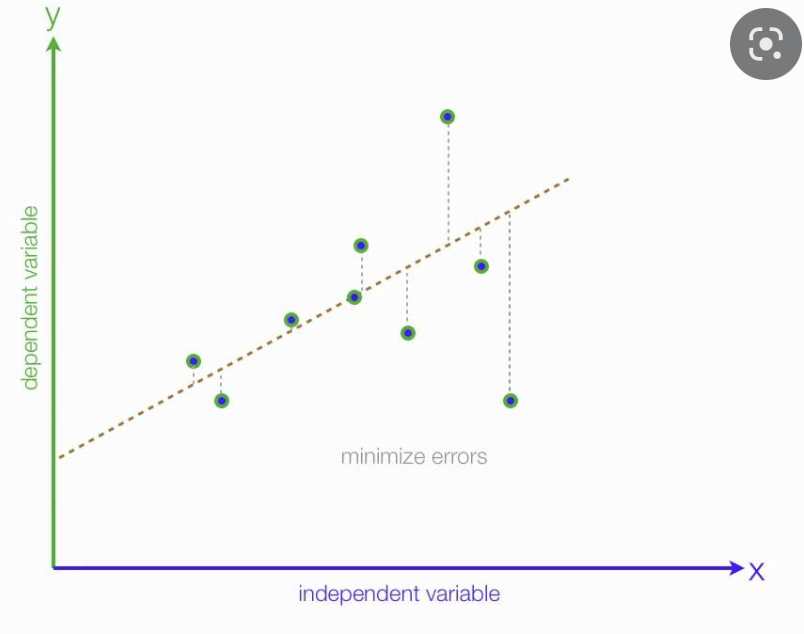 y
dependent variable
minimize errors
x
independent variable